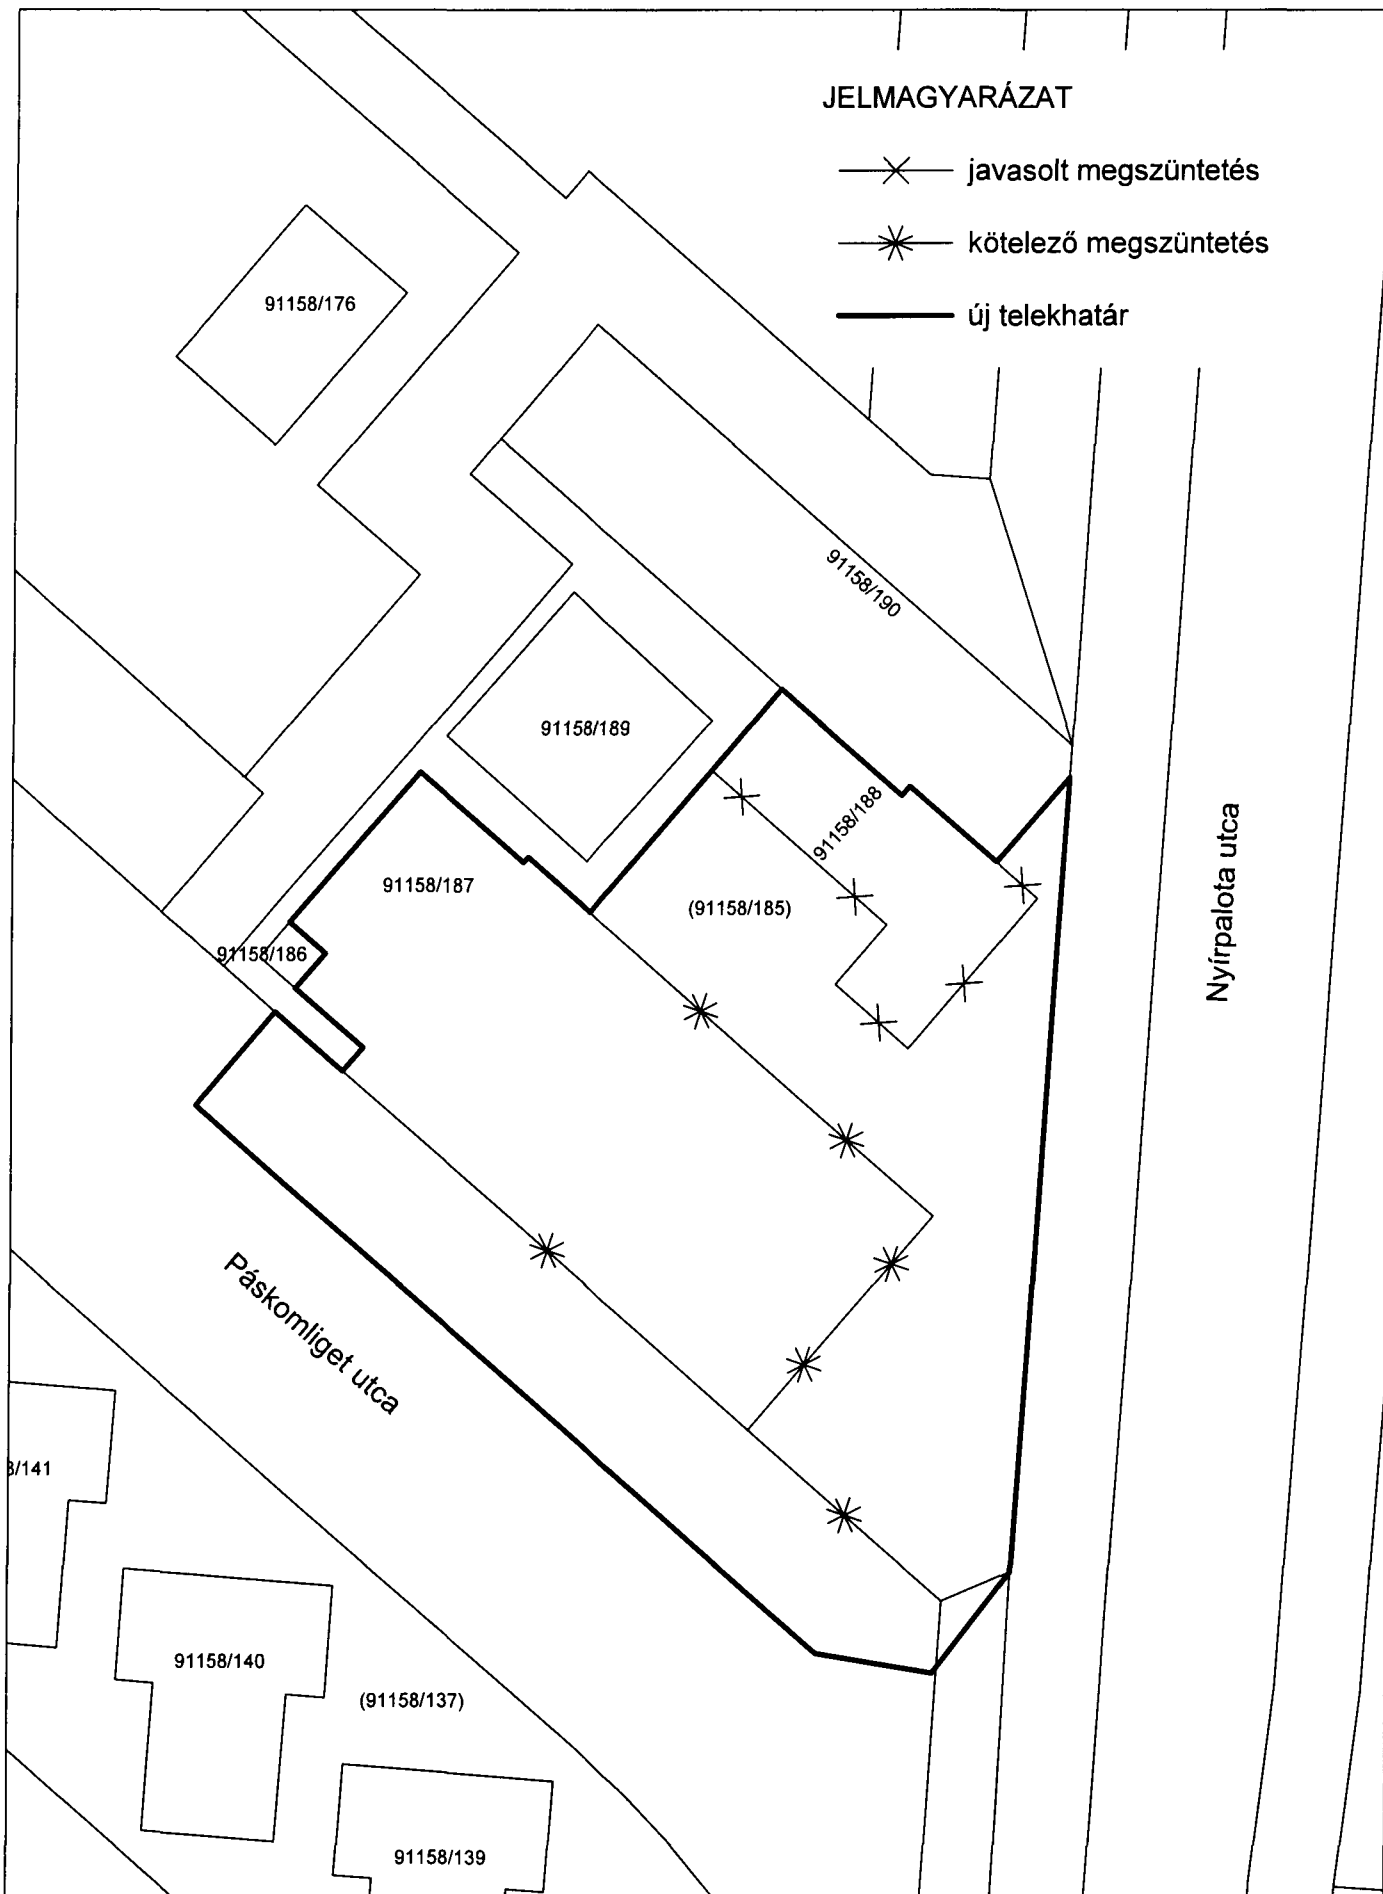 JELMAGYARÁZAT
javasolt megszüntetés
kötelező megszüntetés
új telekhatár
91158/176
91158/190
91158/189
91158/188
91158/187
(91158/185)
91158/186
Nyírpalota utca
Páskomliget utca
8/141
91158/140
(91158/137)
91158/139